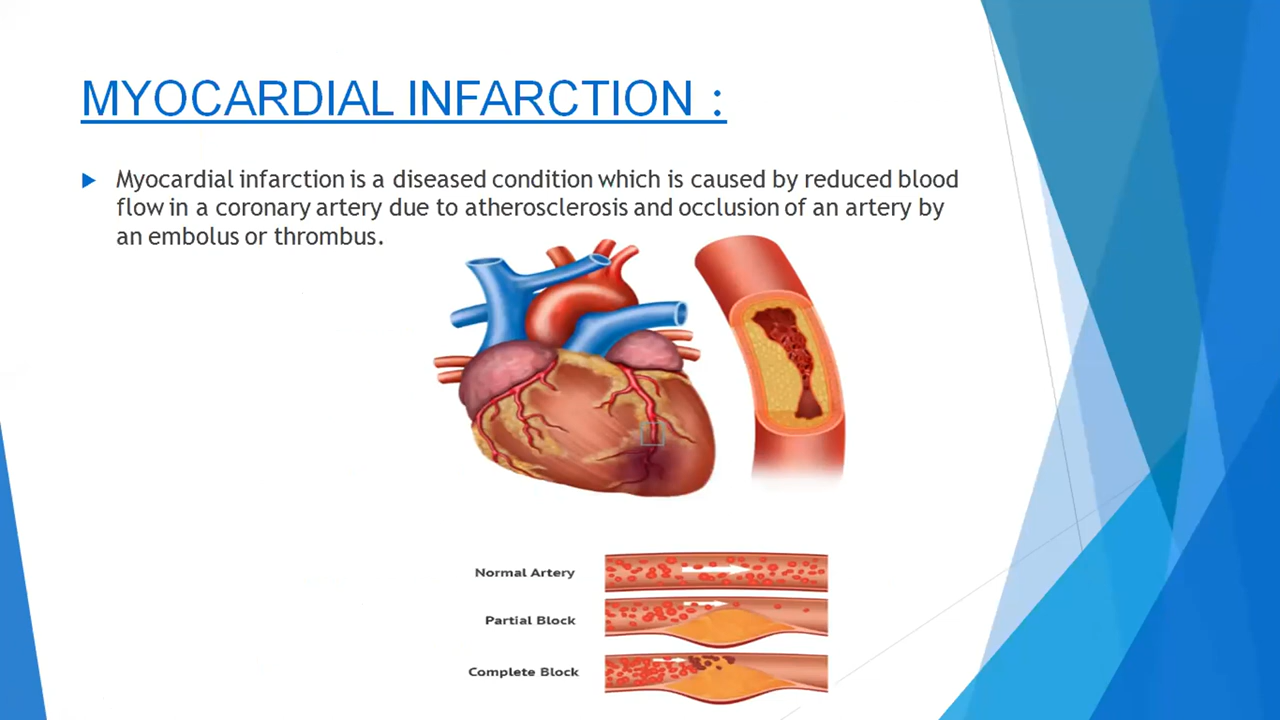 MYOCARDIAL INFARCTION :
Myocardial infarction is a diseased condition which is caused by reduced blood
flow in a coronary artery due to atherosclerosis and occlusion of an artery by
an embolus or thrombus.
Normal Artery
Partial Block
Complete Block